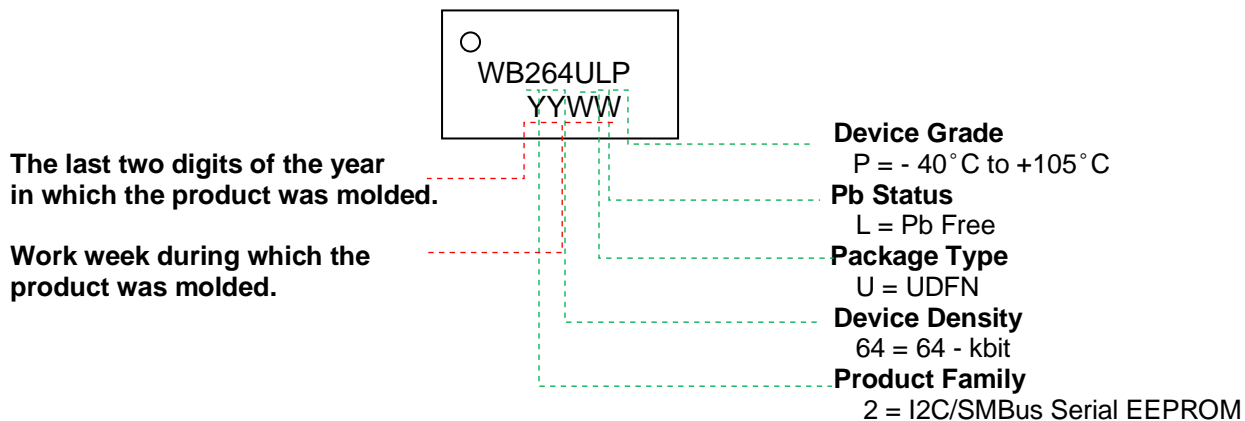 WB264ULP
YYWW
The last two digits of the year
in which the product was molded.
Work week during which the
product was molded.
Device Grade
P = - 40°C to +105°C
Pb Status
L = Pb Free
Package Type
U = UDFN
Device Density
64 = 64 - kbit
Product Family
2 = I2C/SMBus Serial EEPROM